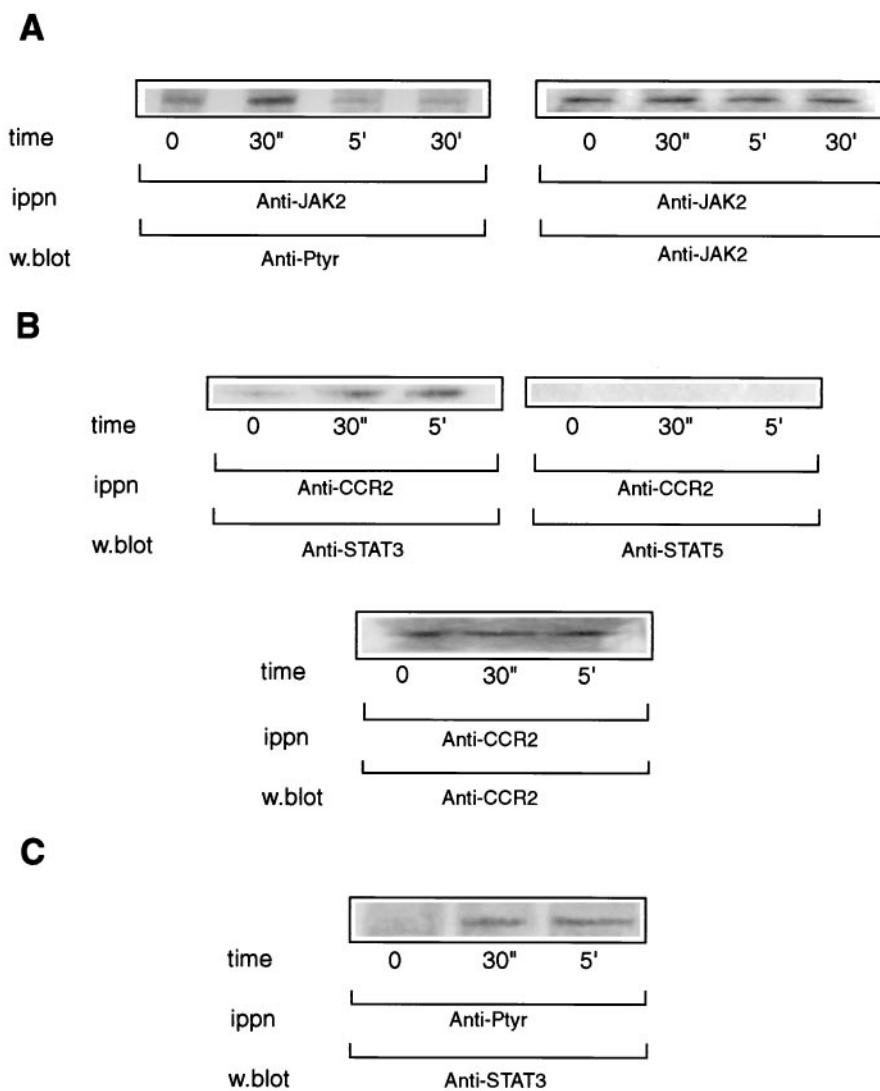 A
time 0 30" 5' 30' 0 30" 5' 30'
ippn Anti-JAK2 Anti-JAK2
w.blot Anti-Ptyr Anti-JAK2
B
time 0 30" 5' 0 30" 5'
ippn Anti-CCR2 Anti-CCR2
w.blot Anti-STAT3 Anti-STAT5
time 0 30" 5'
ippn Anti-CCR2
w.blot Anti-CCR2
C
time 0 30" 5'
ippn Anti-Ptyr
w.blot Anti-STAT3